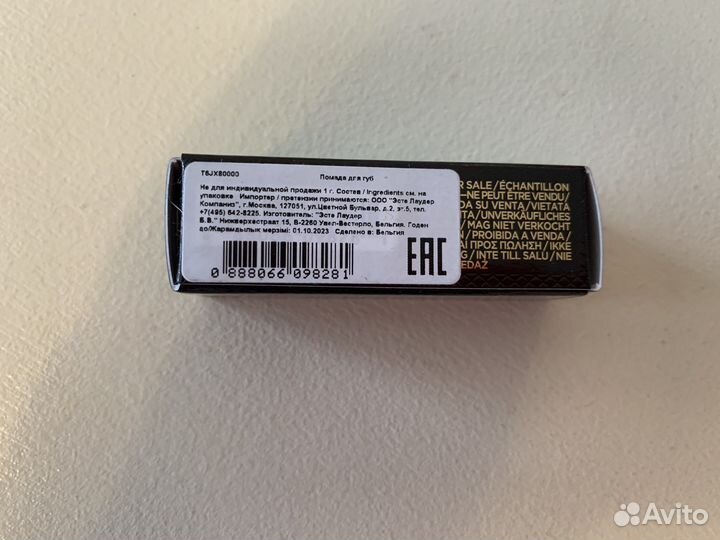 T6JX80000 Помада для губ
Не для индивидуальной продажи 1 г. Состав / Ingredients см. на
упаковке Импортер / претензии принимаются: ООО "Эсте Лаудер
Компаниз", г.Москва, 127051, ул.Цветной Бульвар, д.2, эт.5, тел.
+7(495) 642-8225. Изготовитель: "Эсте Лаудер
Б.В." Нижверхестраат 15, В-2260 Увел-Вестерло, Бельгия. Годен
до/Жарамдылык мерзімі: 01.10.2023 Сделано в: Бельгия
0 888066 098281
EAC
R SALE / ÉCHANTILLON
—NE PEUT ÊTRE VENDU
DA SU VENTA / VIETATA
TA / UNVERKÄUFLICHES
/ MAG NIET VERKOCHT
/ PROIBIDA A VENDA /
ΑΙ ΠΡΟΣ ΠΩΛΗΣΗ / IKKE
G / INTE TILL SALU / NIE
EDAŻ
Avito